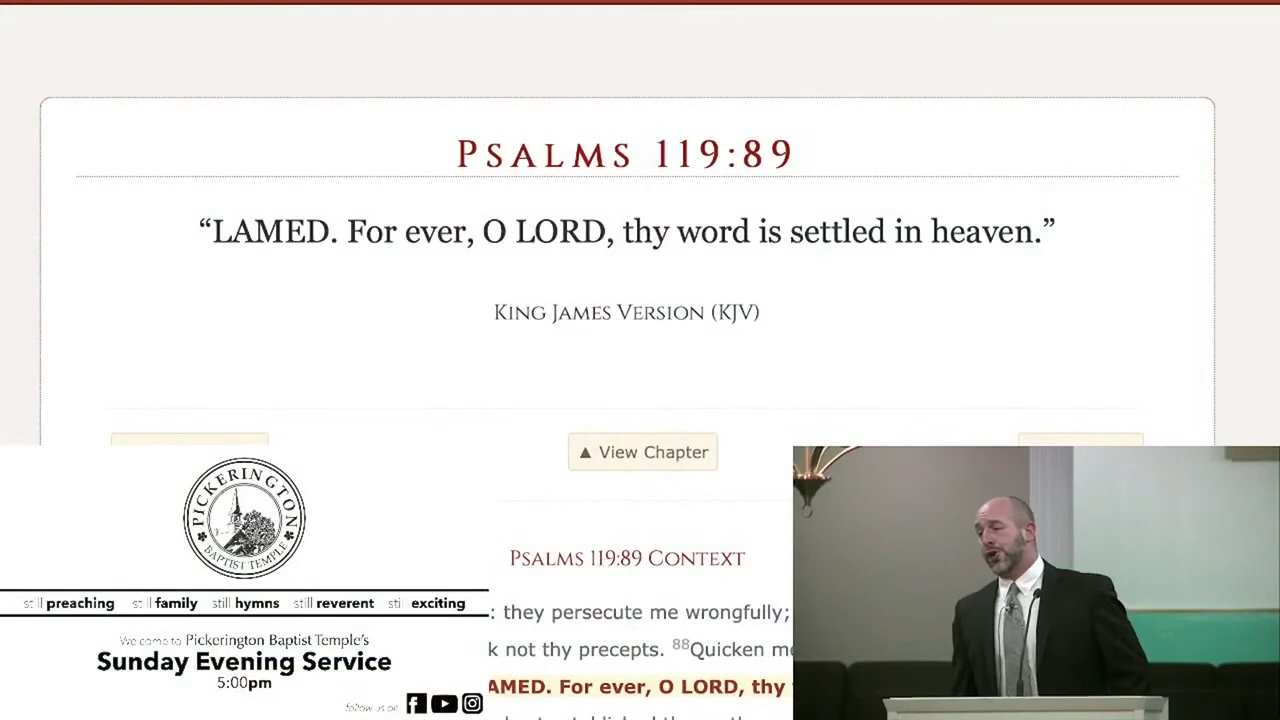 PSALMS 119:89
“LAMED. For ever, O LORD, thy word is settled in heaven.”
KING JAMES VERSION (KJV)
▲ View Chapter
PICKERINGTON
BAPTIST TEMPLE
PSALMS 119:89 CONTEXT
still preaching still family still hymns still reverent still exciting
: they persecute me wrongfully;
Welcome to Pickerington Baptist Temple's
k not thy precepts. 88Quicken m
Sunday Evening Service
5:00pm
AMED. For ever, O LORD, thy
follow us on